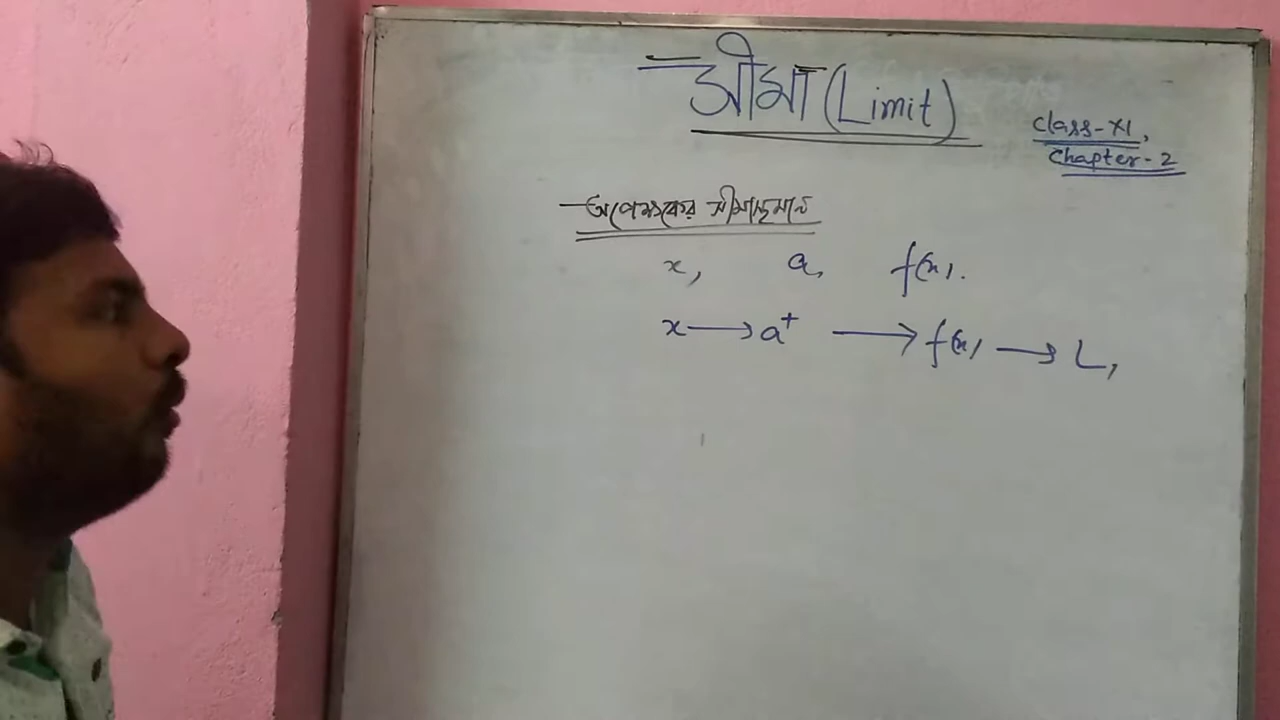 সীমা (Limit)
class-XI,
Chapter-2
অপেক্ষকের সীমাস্থমান
x, a, f(x).
x → a⁺ → f(x) → L,